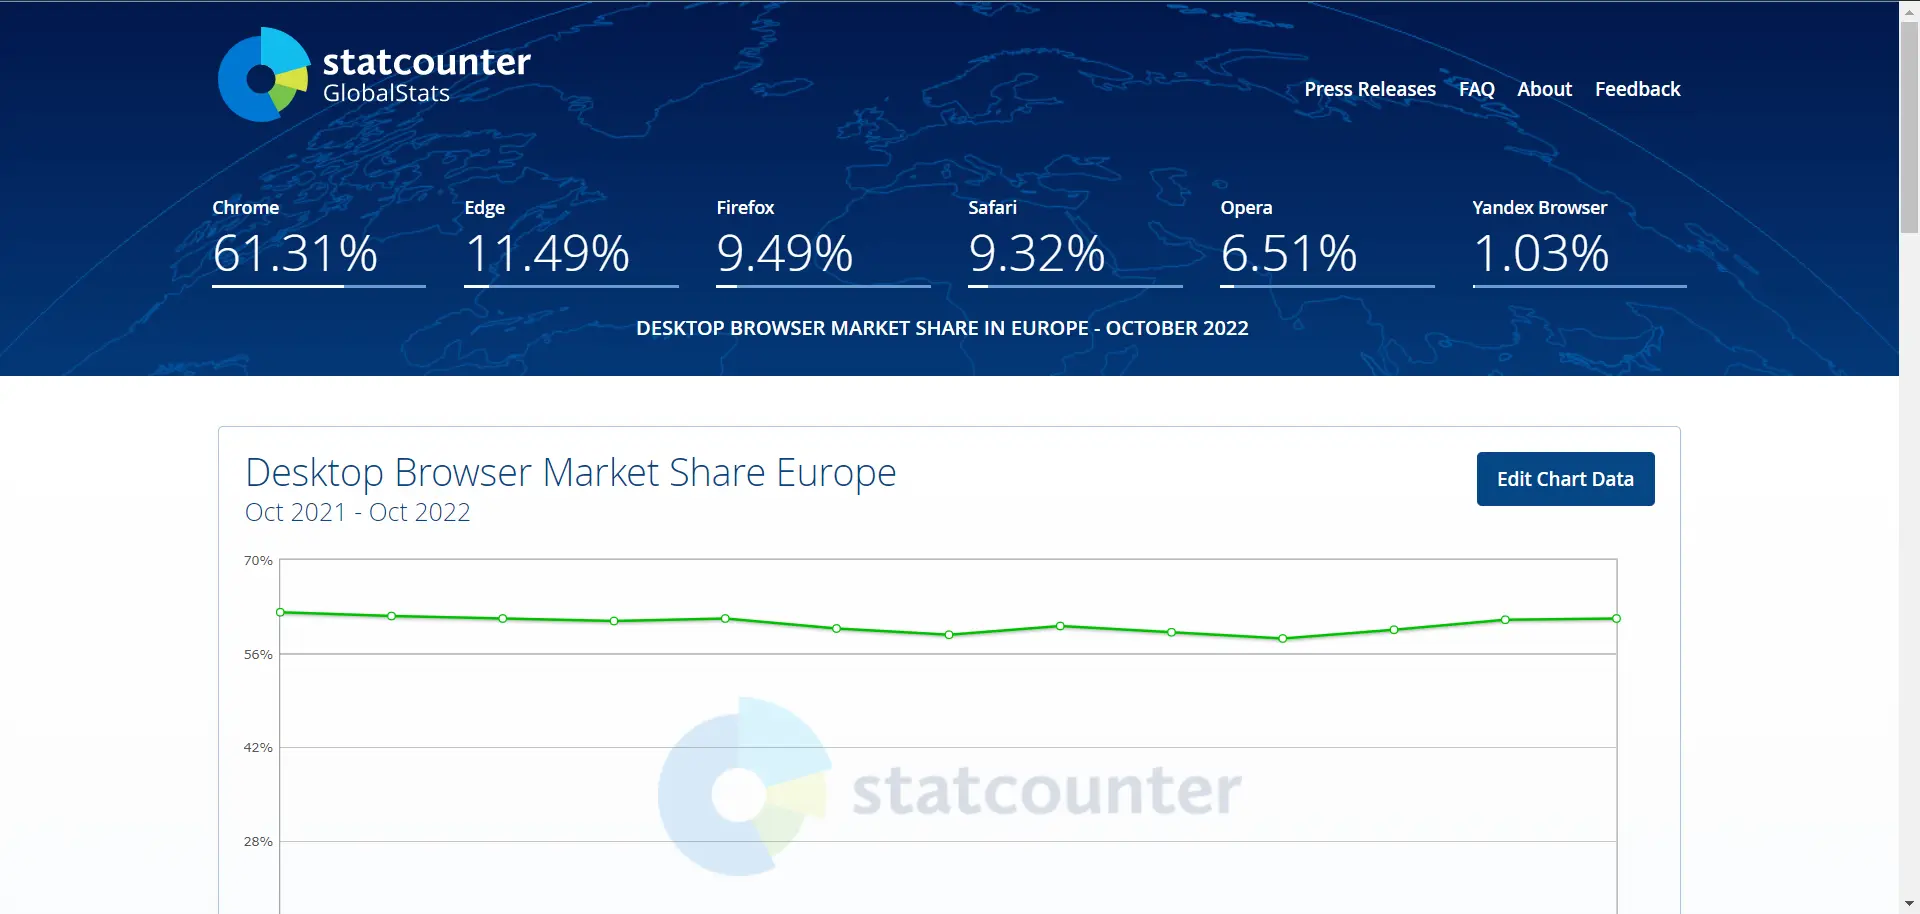 statcounter
GlobalStats
Press Releases FAQ About Feedback
Chrome Edge Firefox Safari Opera Yandex Browser
61.31% 11.49% 9.49% 9.32% 6.51% 1.03%
DESKTOP BROWSER MARKET SHARE IN EUROPE - OCTOBER 2022
Desktop Browser Market Share Europe
Edit Chart Data
Oct 2021 - Oct 2022
70%
56%
42%
statcounter
28%